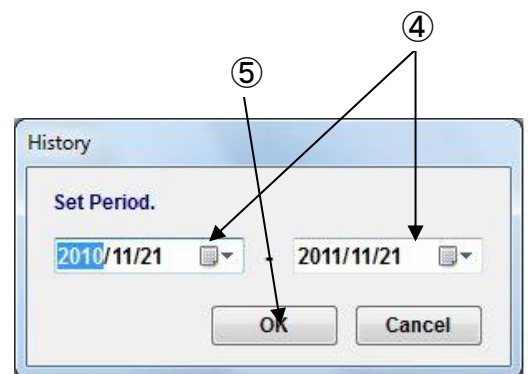 ④
⑤
History
Set Period.
2010/11/21 - 2011/11/21
OK Cancel